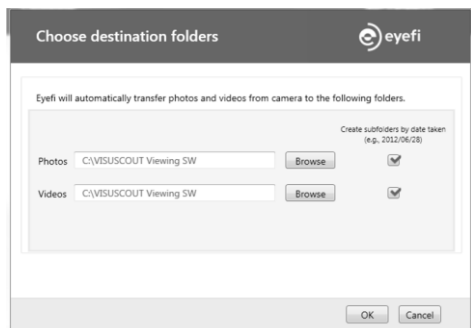 Choose destination folders
eyefi
Eyefi will automatically transfer photos and videos from camera to the following folders.
Create subfolders by date taken
(e.g., 2012/06/28)
Photos C:\VISUSCOUT Viewing SW Browse
Videos C:\VISUSCOUT Viewing SW Browse
OK Cancel